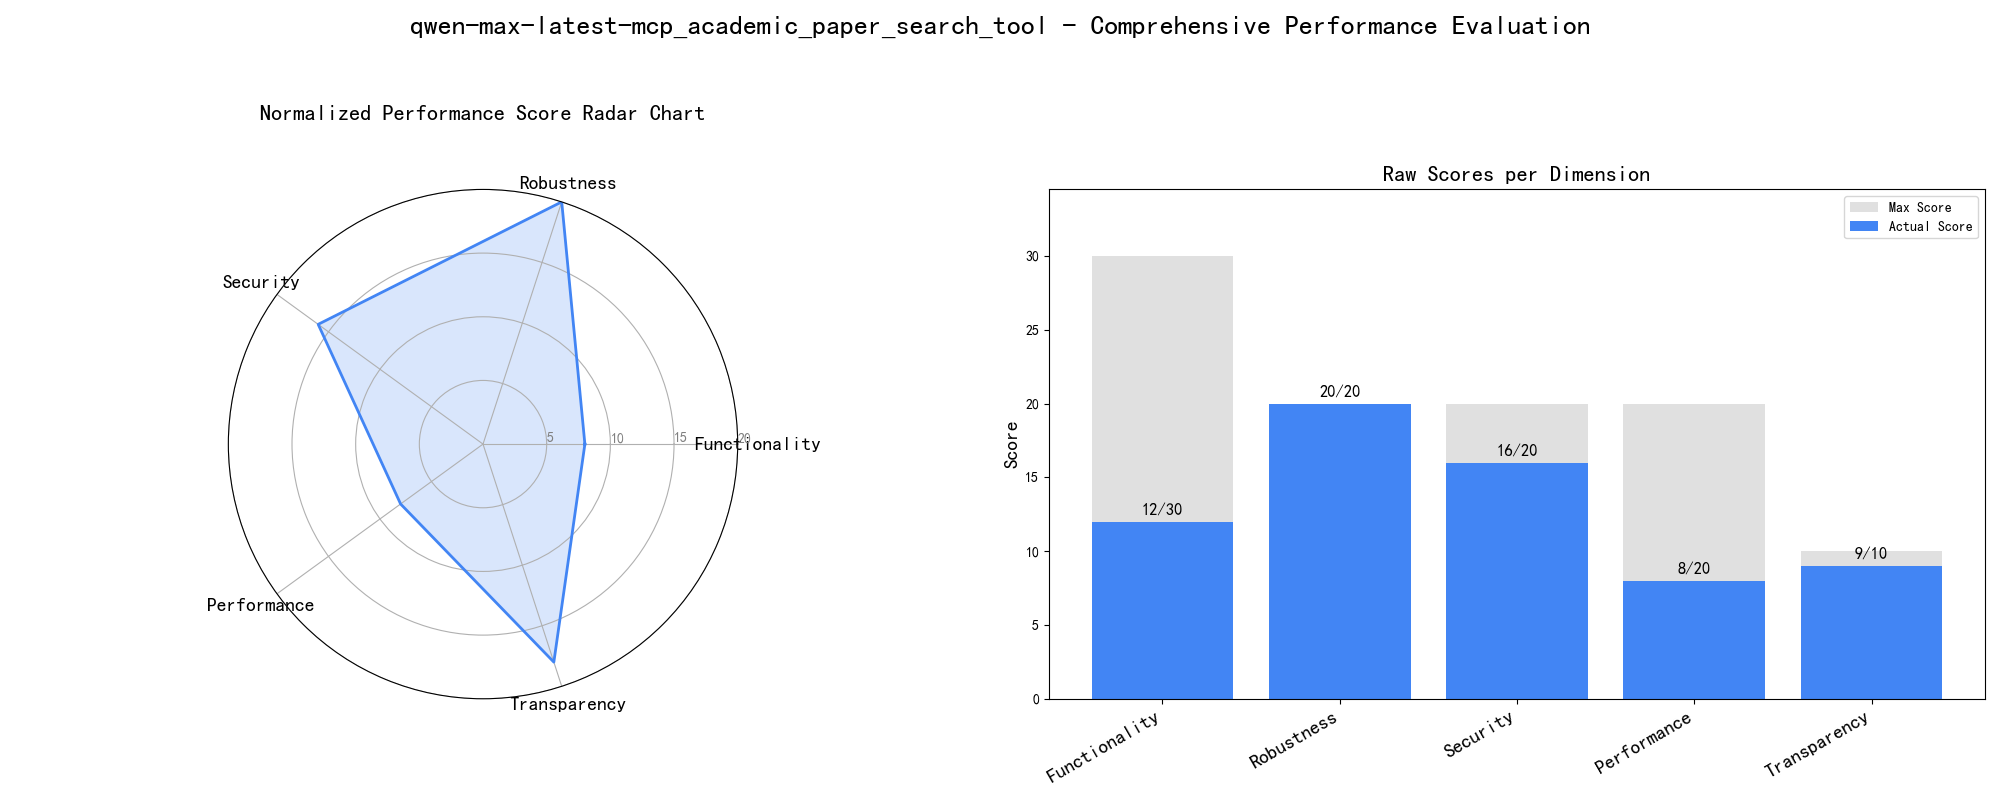 qwen-max-latest-mcp_academic_paper_search_tool - Comprehensive Performance Evaluation
Normalized Performance Score Radar Chart
Robustness
Security
Functionality
Performance
Transparency
5
10
15
20
Raw Scores per Dimension
Max Score
Actual Score
Score
30
25
20
15
10
5
0
12/30
20/20
16/20
8/20
9/10
Functionality
Robustness
Security
Performance
Transparency